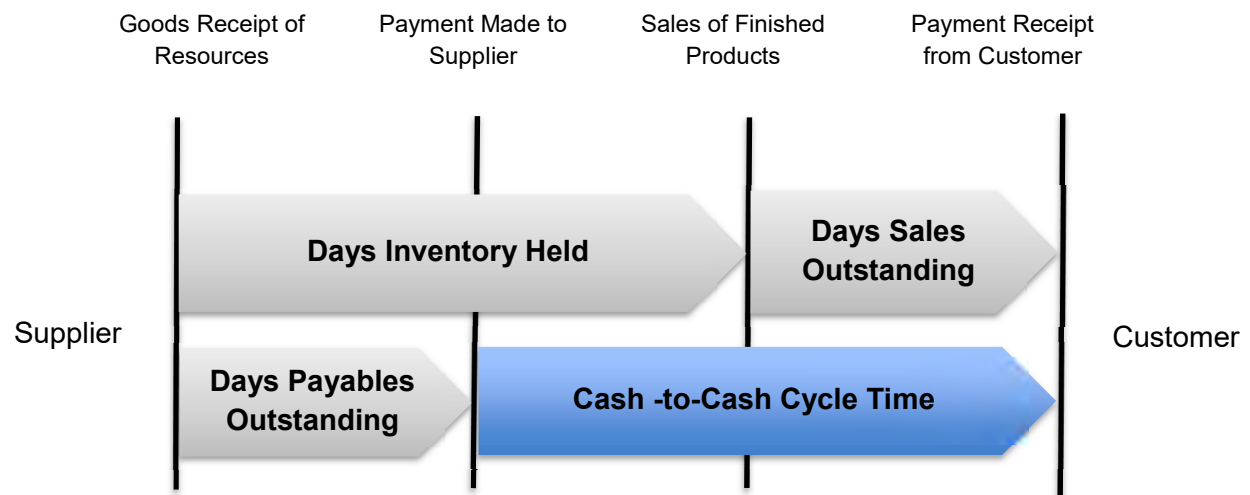 Goods Receipt of
Resources
Payment Made to
Supplier
Sales of Finished
Products
Payment Receipt
from Customer
Days Inventory Held
Days Sales
Outstanding
Supplier
Customer
Days Payables
Outstanding
Cash -to-Cash Cycle Time